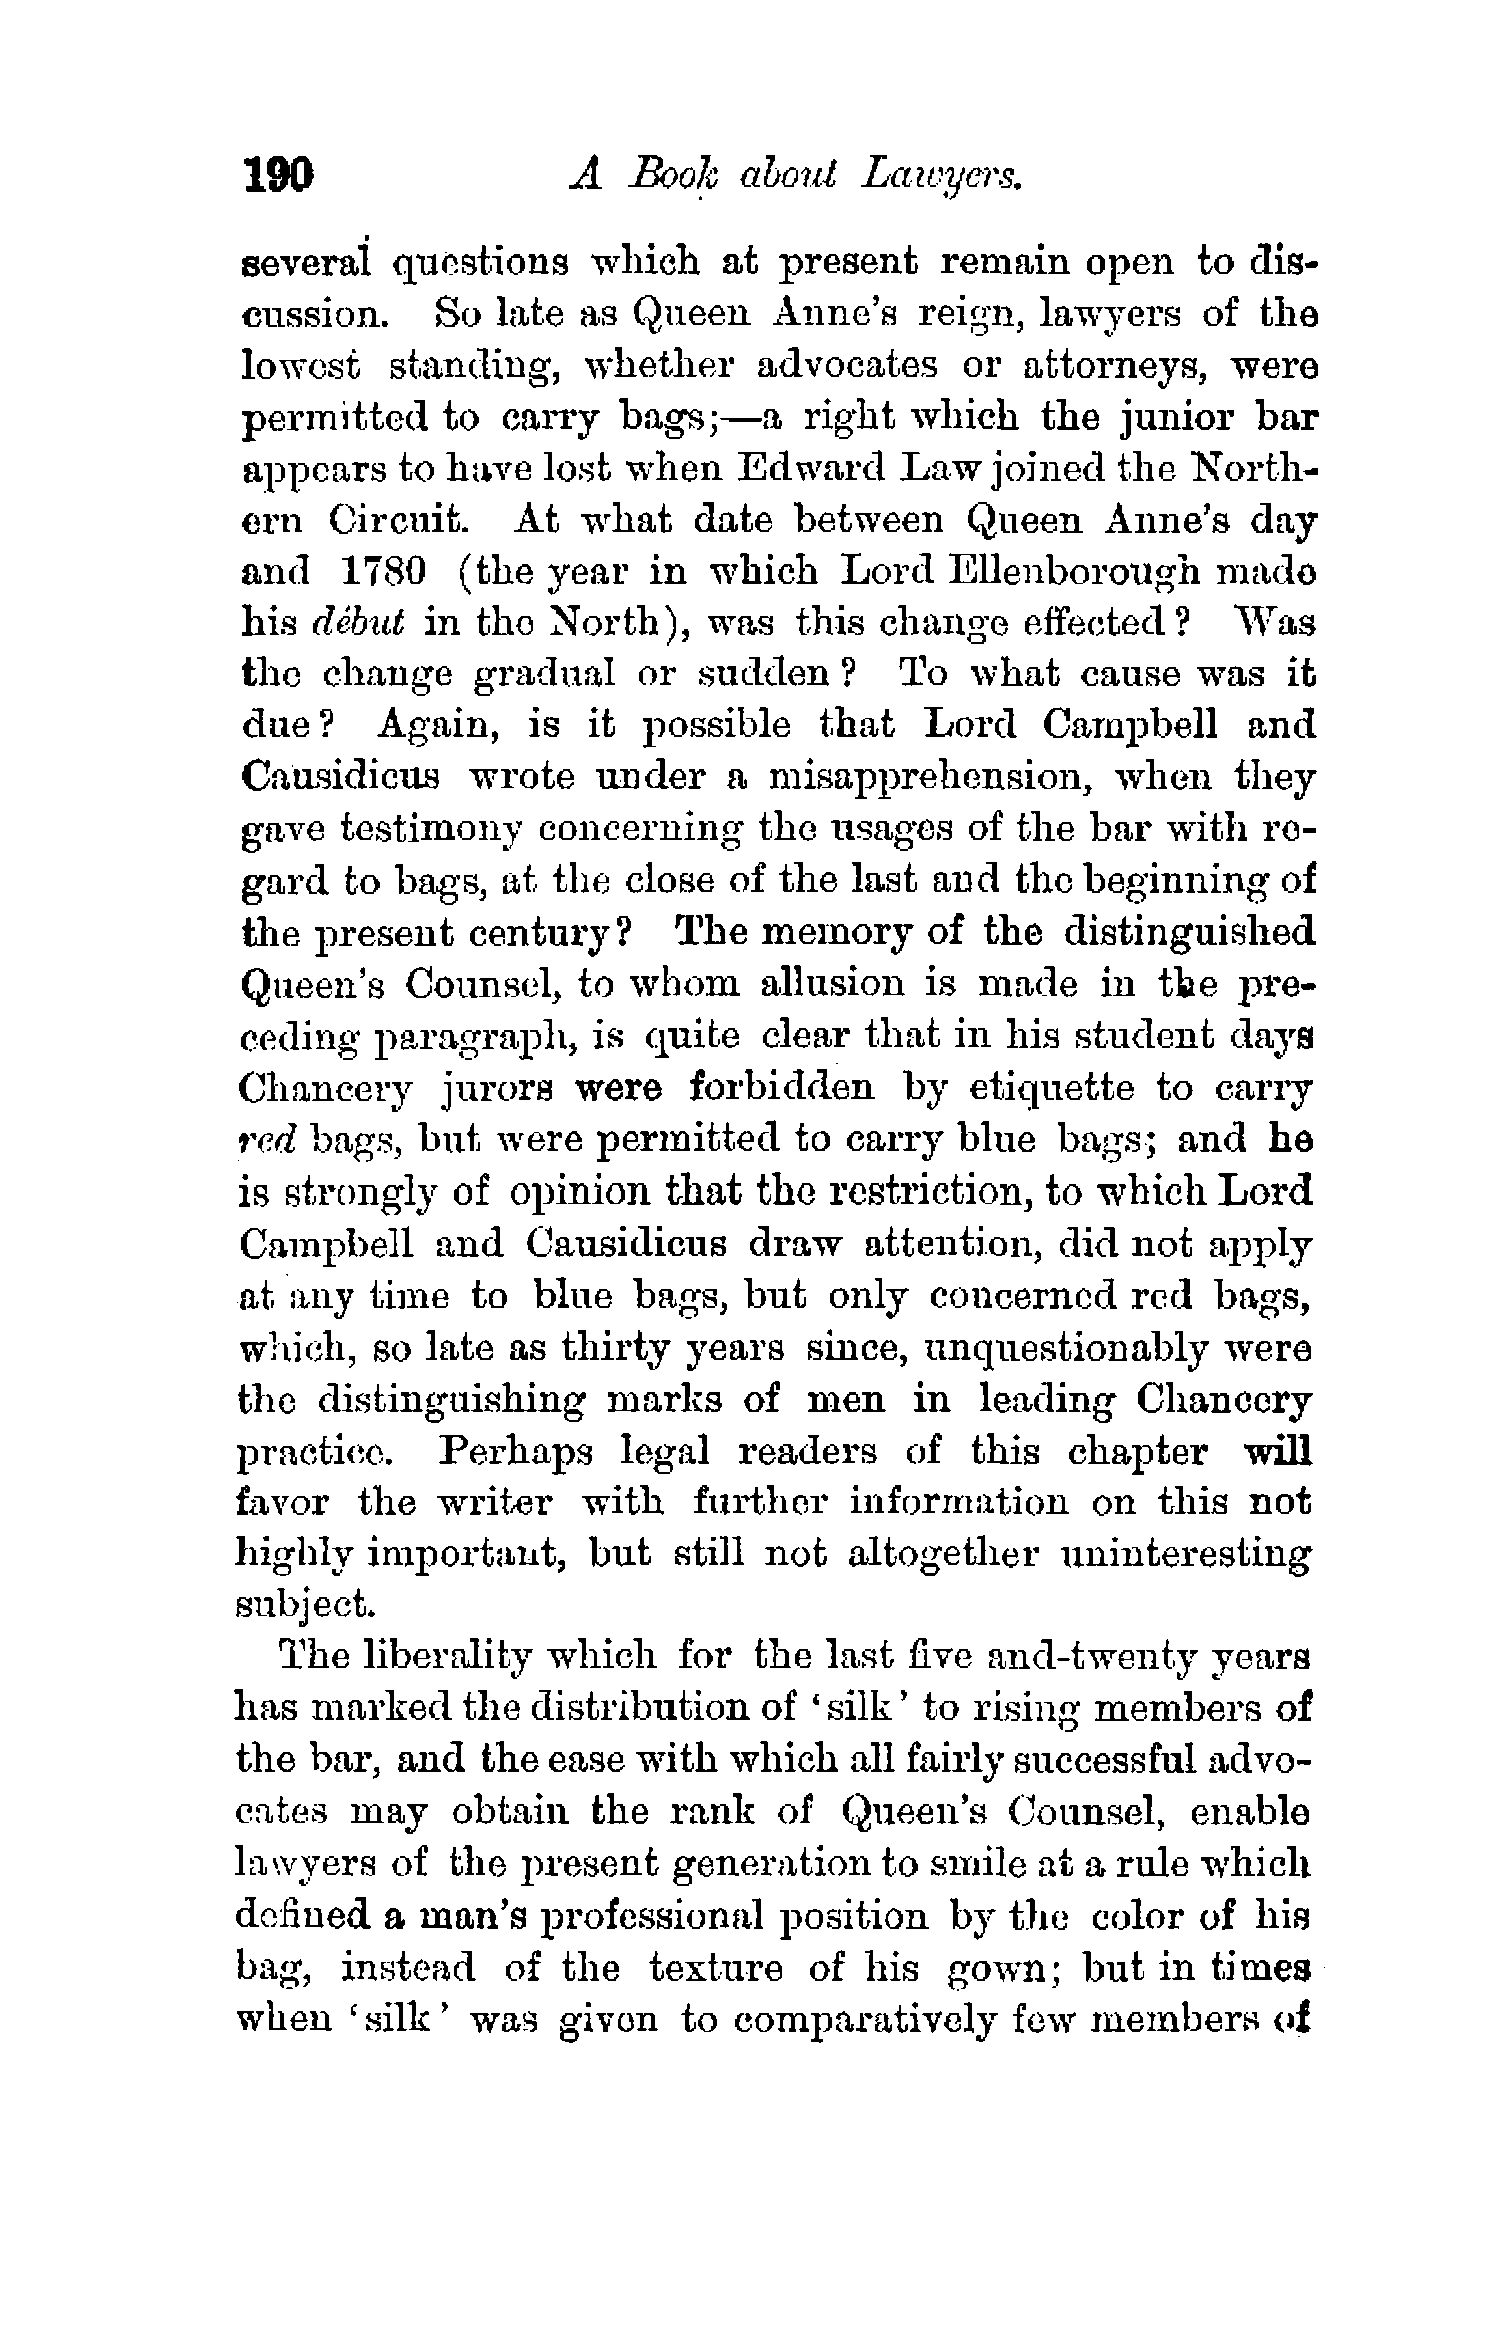 190 A Book about Lawyers.
several questions which at present remain open to dis-
cussion. So late as Queen Anne's reign, lawyers of the
lowest standing, whether advocates or attorneys, were
permitted to carry bags;—a right which the junior bar
appears to have lost when Edward Law joined the North-
ern Circuit. At what date between Queen Anne's day
and 1780 (the year in which Lord Ellenborough made
his début in the North), was this change effected? Was
the change gradual or sudden? To what cause was it
due? Again, is it possible that Lord Campbell and
Causidicus wrote under a misapprehension, when they
gave testimony concerning the usages of the bar with re-
gard to bags, at the close of the last and the beginning of
the present century? The memory of the distinguished
Queen's Counsel, to whom allusion is made in the pre-
ceding paragraph, is quite clear that in his student days
Chancery jurors were forbidden by etiquette to carry
red bags, but were permitted to carry blue bags; and he
is strongly of opinion that the restriction, to which Lord
Campbell and Causidicus draw attention, did not apply
at any time to blue bags, but only concerned red bags,
which, so late as thirty years since, unquestionably were
the distinguishing marks of men in leading Chancery
practice. Perhaps legal readers of this chapter will
favor the writer with further information on this not
highly important, but still not altogether uninteresting
subject.
The liberality which for the last five and-twenty years
has marked the distribution of 'silk' to rising members of
the bar, and the ease with which all fairly successful advo-
cates may obtain the rank of Queen's Counsel, enable
lawyers of the present generation to smile at a rule which
defined a man's professional position by the color of his
bag, instead of the texture of his gown; but in times
when 'silk' was given to comparatively few members of